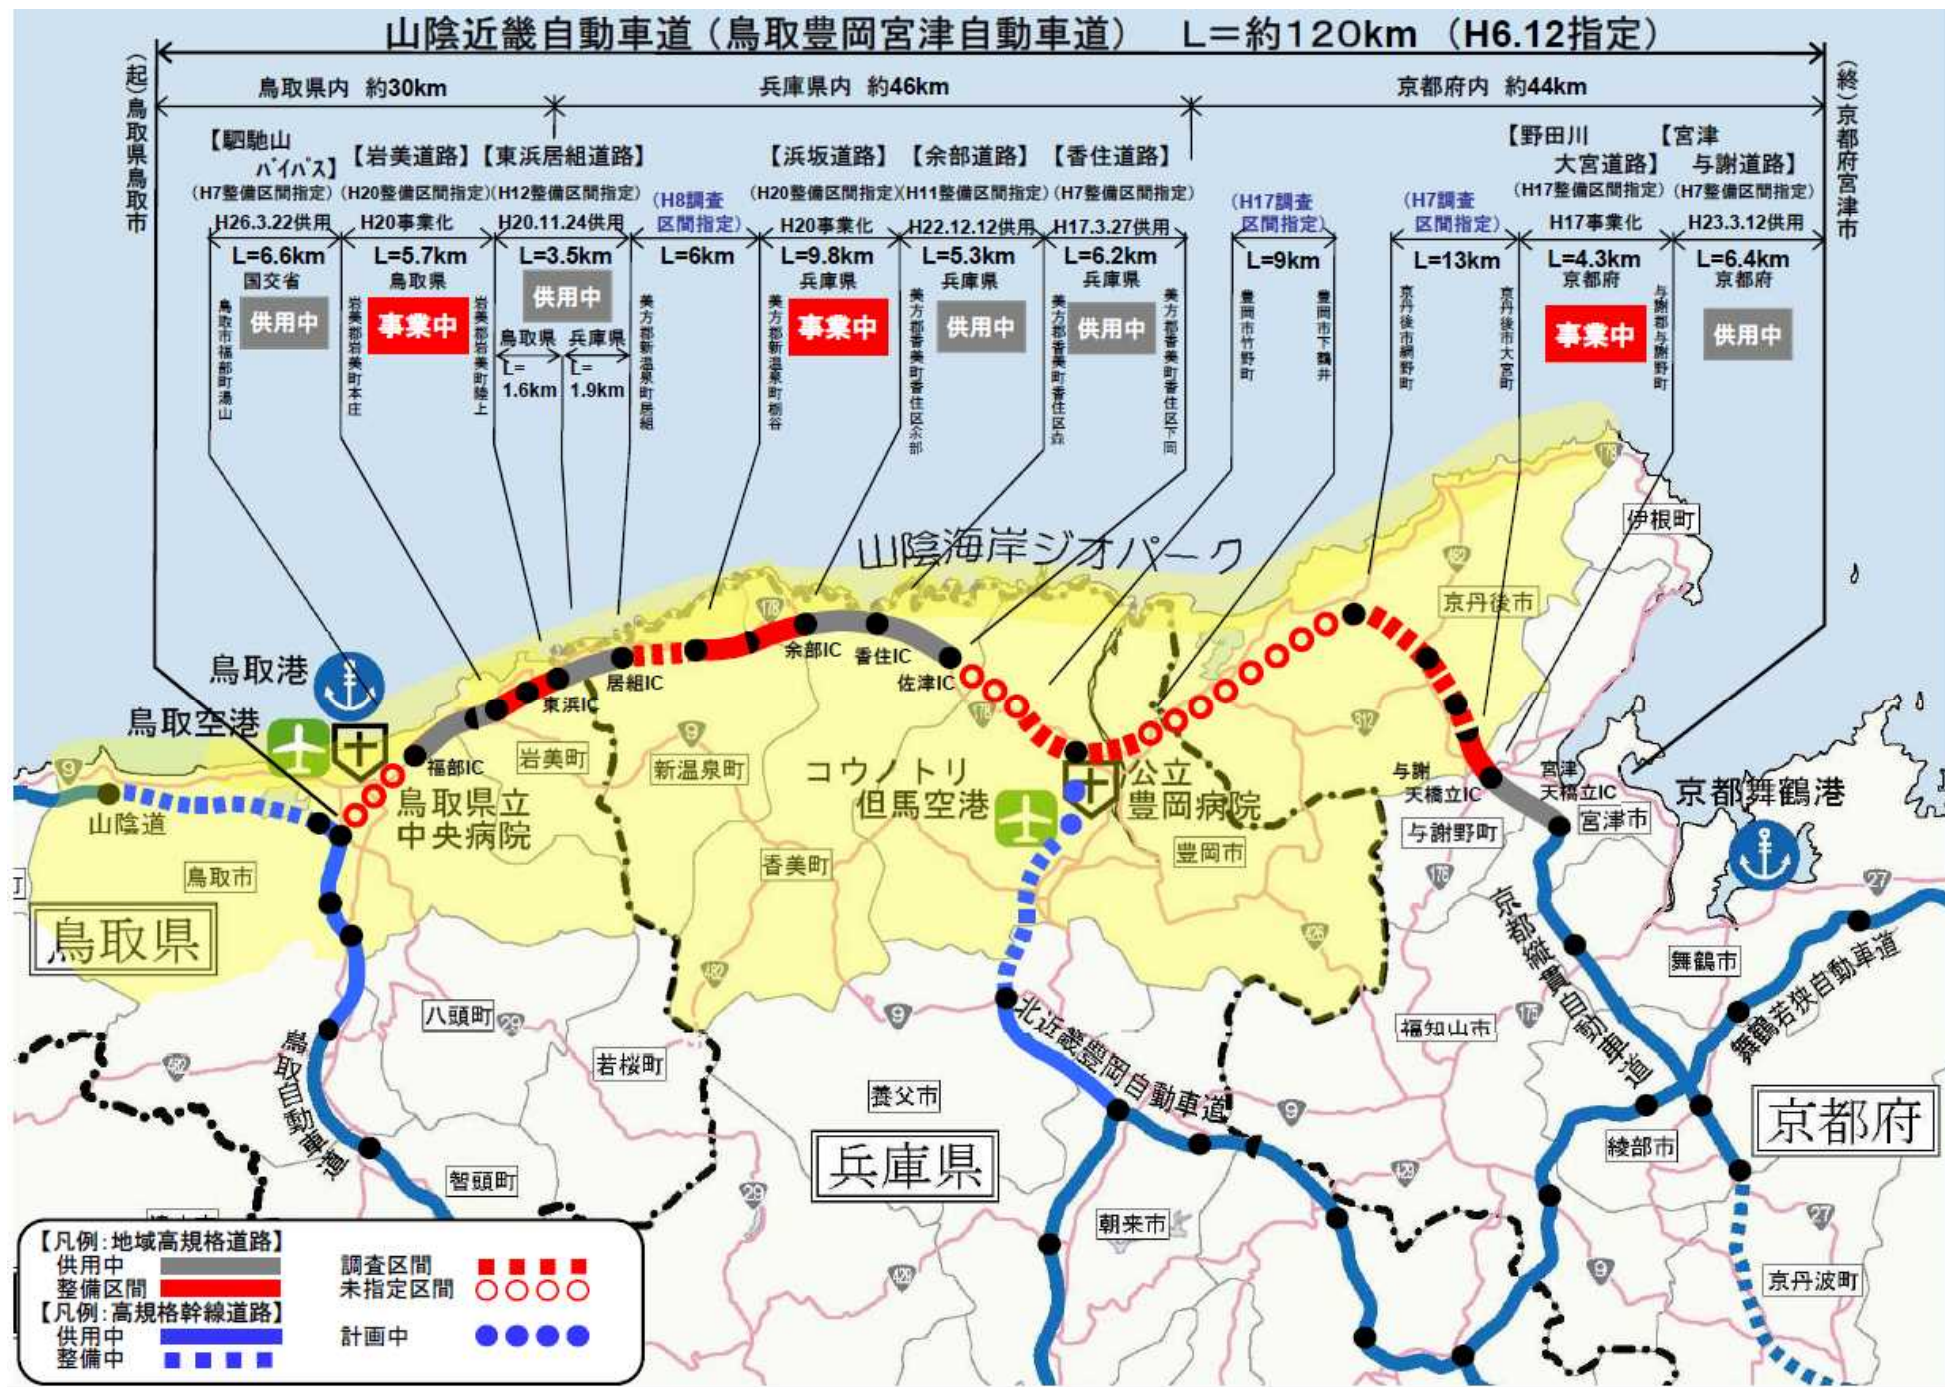 山陰近畿自動車道（鳥取豊岡宮津自動車道）　L＝約120km（H6.12指定）
（起）鳥取県鳥取市
（終）京都府宮津市
鳥取県内 約30km
兵庫県内 約46km
京都府内 約44km
【駟馳山
バイパス】
（H7整備区間指定）
H26.3.22供用
L=6.6km
国交省
供用中
【岩美道路】
（H20整備区間指定）
H20事業化
L=5.7km
鳥取県
事業中
【東浜居組道路】
（H12整備区間指定）
H20.11.24供用
L=3.5km
供用中
鳥取県
兵庫県
L=
1.6km
L=
1.9km
（H8調査
区間指定）
L=6km
【浜坂道路】
（H20整備区間指定）
H20事業化
L=9.8km
兵庫県
事業中
【余部道路】
（H11整備区間指定）
H22.12.12供用
L=5.3km
兵庫県
供用中
【香住道路】
（H7整備区間指定）
H17.3.27供用
L=6.2km
兵庫県
供用中
（H17調査
区間指定）
L=9km
（H7調査
区間指定）
L=13km
【野田川
大宮道路】
（H17整備区間指定）
H17事業化
L=4.3km
京都府
事業中
【宮津
与謝道路】
（H7整備区間指定）
H23.3.12供用
L=6.4km
京都府
供用中
鳥取市福部町湯山
岩美郡岩美町本庄
岩美郡岩美町陸上
美方郡新温泉町居組
美方郡新温泉町栃谷
美方郡香美町香住区余部
美方郡香美町香住区森
美方郡香美町香住区下岡
豊岡市竹野町
豊岡市下鶴井
京丹後市網野町
京丹後市大宮町
与謝郡与謝野町
山陰海岸ジオパーク
178
伊根町
482
京丹後市
178
鳥取港
鳥取空港
余部IC
香住IC
佐津IC
居組IC
東浜IC
福部IC
178
312
9
9
岩美町
新温泉町
コウノトリ
但馬空港
公立
豊岡病院
与謝
天橋立IC
宮津
天橋立IC
京都舞鶴港
山陰道
鳥取県立
中央病院
与謝野町
宮津市
鳥取市
香美町
豊岡市
176
27
鳥取県
426
京都縦貫自動車道
舞鶴市
舞鶴若狭自動車道
482
八頭町
29
9
北近畿豊岡自動車道
福知山市
175
鳥取自動車道
482
若桜町
養父市
9
京都府
兵庫県
綾部市
智頭町
29
429
朝来市
27
429
9
京丹波町
【凡例：地域高規格道路】
供用中
調査区間
整備区間
未指定区間
【凡例：高規格幹線道路】
供用中
計画中
整備中